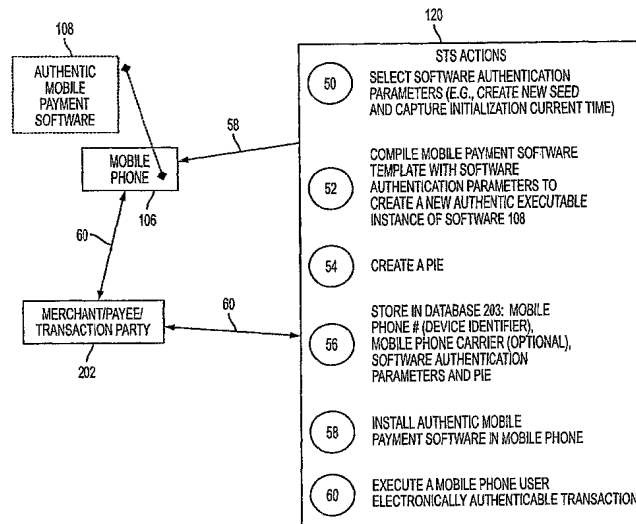 108
AUTHENTIC
MOBILE
PAYMENT
SOFTWARE
58
MOBILE
PHONE
106
60
MERCHANT/PAYEE/
TRANSACTION PARTY
202
60
120
STS ACTIONS
50
SELECT SOFTWARE AUTHENTICATION
PARAMETERS (E.G., CREATE NEW SEED
AND CAPTURE INITIALIZATION CURRENT TIME)
52
COMPILE MOBILE PAYMENT SOFTWARE
TEMPLATE WITH SOFTWARE
AUTHENTICATION PARAMETERS TO
CREATE A NEW AUTHENTIC EXECUTABLE
INSTANCE OF SOFTWARE 108
54
CREATE A PIE
56
STORE IN DATABASE 203: MOBILE
PHONE # (DEVICE IDENTIFIER),
MOBILE PHONE CARRIER (OPTIONAL),
SOFTWARE AUTHENTICATION
PARAMETERS AND PIE
58
INSTALL AUTHENTIC MOBILE
PAYMENT SOFTWARE IN MOBILE PHONE
60
EXECUTE A MOBILE PHONE USER
ELECTRONICALLY AUTHENTICABLE TRANSACTION